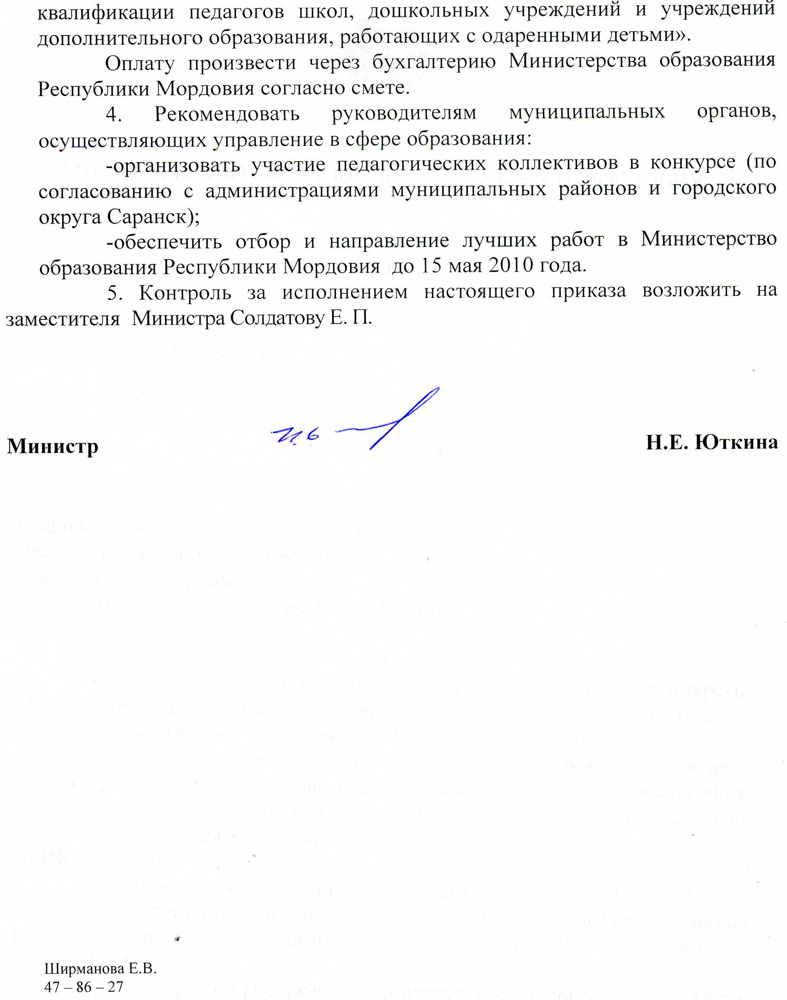 квалификации педагогов школ, дошкольных учреждений и учреждений
дополнительного образования, работающих с одаренными детьми».
Оплату произвести через бухгалтерию Министерства образования
Республики Мордовия согласно смете.
4. Рекомендовать руководителям муниципальных органов,
осуществляющих управление в сфере образования:
-организовать участие педагогических коллективов в конкурсе (по
согласованию с администрациями муниципальных районов и городского
округа Саранск);
-обеспечить отбор и направление лучших работ в Министерство
образования Республики Мордовия до 15 мая 2010 года.
5. Контроль за исполнением настоящего приказа возложить на
заместителя Министра Солдатову Е. П.
Министр Н.Е. Юткина
Ширманова Е.В.
47 – 86 – 27